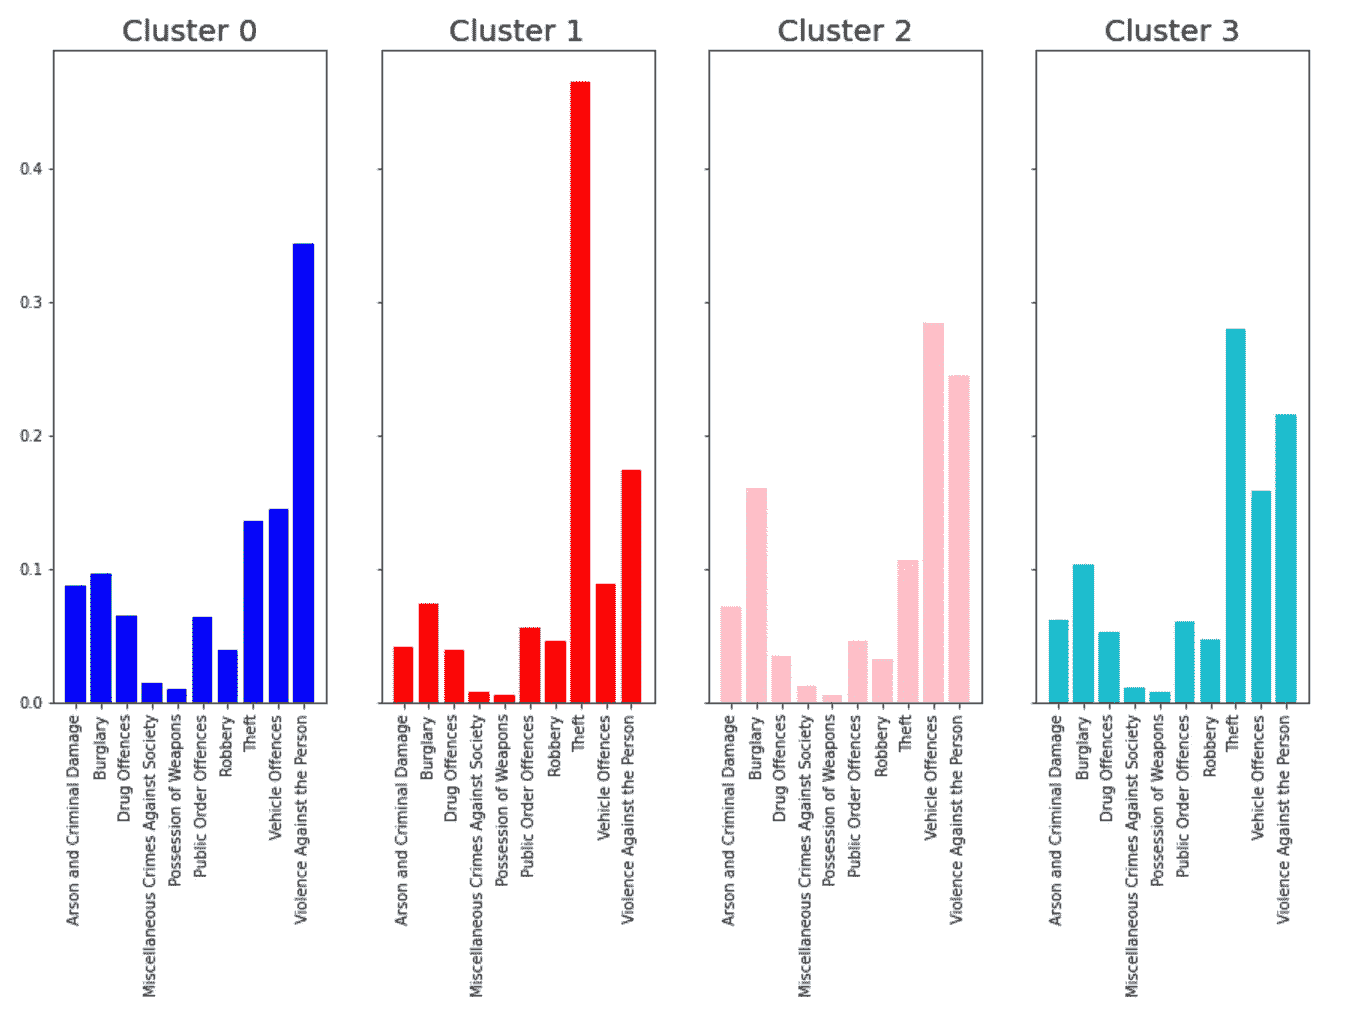 Cluster 0
Cluster 1
Cluster 2
Cluster 3
0.4
0.3
0.2
0.1
0.0
Arson and Criminal Damage
Burglary
Drug Offences
Miscellaneous Crimes Against Society
Possession of Weapons
Public Order Offences
Robbery
Theft
Vehicle Offences
Violence Against the Person
Arson and Criminal Damage
Burglary
Drug Offences
Miscellaneous Crimes Against Society
Possession of Weapons
Public Order Offences
Robbery
Theft
Vehicle Offences
Violence Against the Person
Arson and Criminal Damage
Burglary
Drug Offences
Miscellaneous Crimes Against Society
Possession of Weapons
Public Order Offences
Robbery
Theft
Vehicle Offences
Violence Against the Person
Arson and Criminal Damage
Burglary
Drug Offences
Miscellaneous Crimes Against Society
Possession of Weapons
Public Order Offences
Robbery
Theft
Vehicle Offences
Violence Against the Person